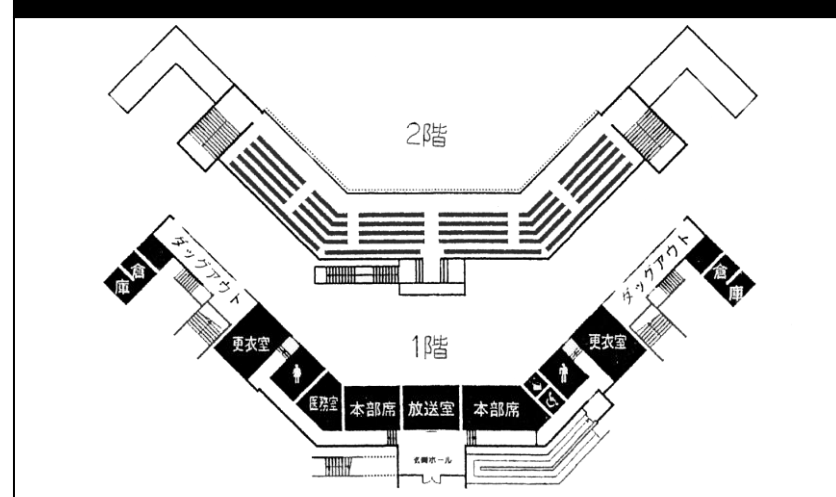 2階
ダッグアウト
倉庫
更衣室
医務室
本部席
放送室
本部席
更衣室
ダッグアウト
倉庫
1階
玄関ホール